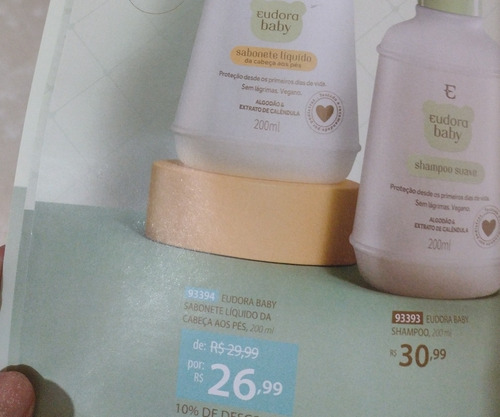 Eudora
baby
sabonete líquido
da cabeça aos pés
Proteção desde os primeiros dias de vida
Sem lágrimas. Vegano.
ALGODÃO &
EXTRATO DE CALÊNDULA
200ml
E
Eudora
baby
shampoo suave
Proteção desde os primeiros dias de vida
Sem lágrimas. Vegano.
ALGODÃO &
EXTRATO DE CALÊNDULA
200ml
93394 EUDORA BABY
SABONETE LÍQUIDO DA
CABEÇA AOS PÉS, 200 ml
de: R$ 29,99
por:
R$ 26,99
10% DE DESCO
93393 EUDORA BABY
SHAMPOO, 200 ml
R$ 30,99